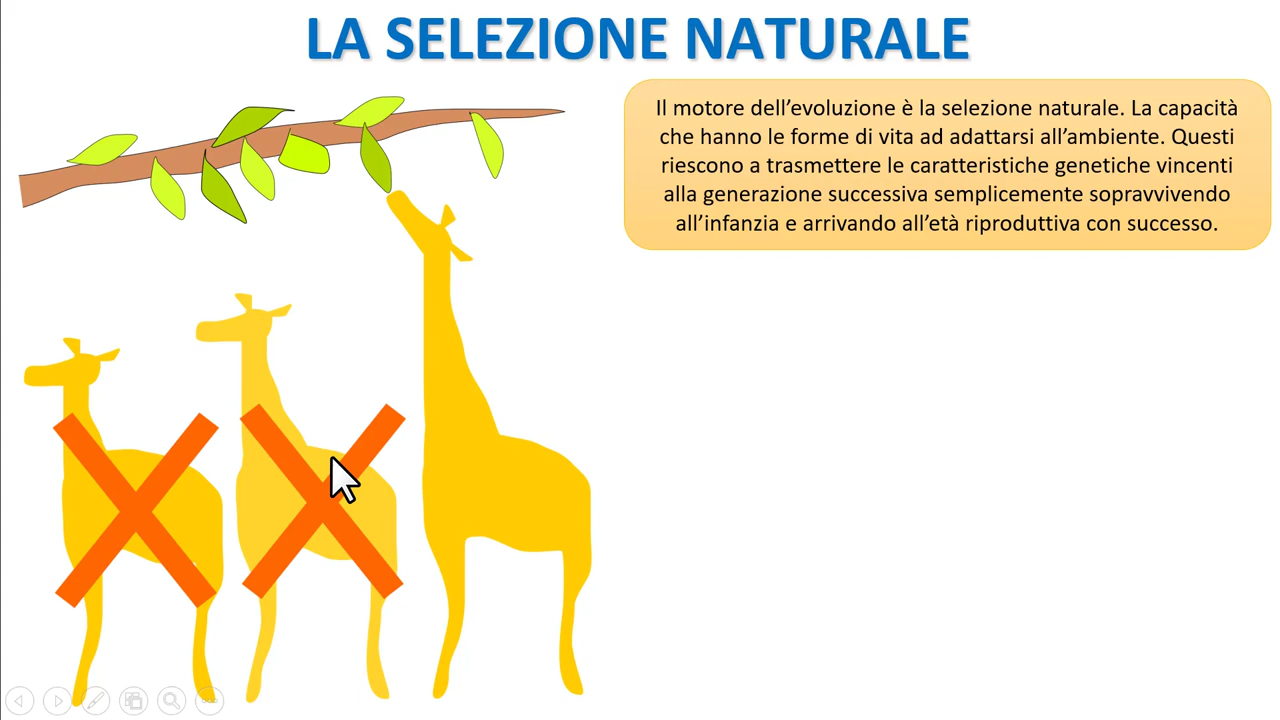 LA SELEZIONE NATURALE
Il motore dell’evoluzione è la selezione naturale. La capacità
che hanno le forme di vita ad adattarsi all’ambiente. Questi
riescono a trasmettere le caratteristiche genetiche vincenti
alla generazione successiva semplicemente sopravvivendo
all’infanzia e arrivando all’età riproduttiva con successo.